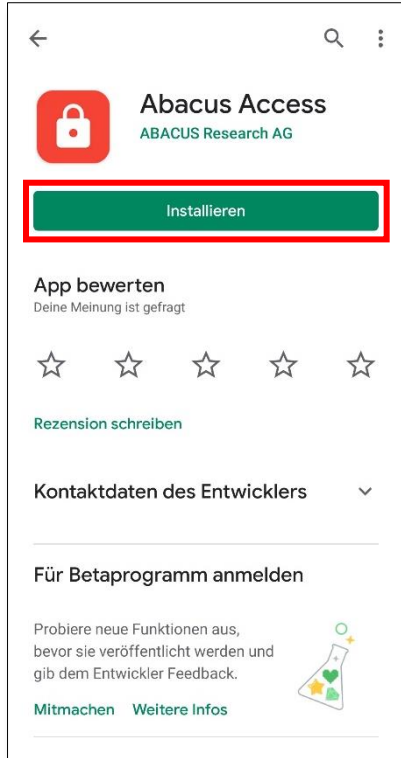 Abacus Access
ABACUS Research AG
Installieren
App bewerten
Deine Meinung ist gefragt
Rezension schreiben
Kontaktdaten des Entwicklers
Für Betaprogramm anmelden
Probiere neue Funktionen aus,
bevor sie veröffentlicht werden und
gib dem Entwickler Feedback.
Mitmachen Weitere Infos